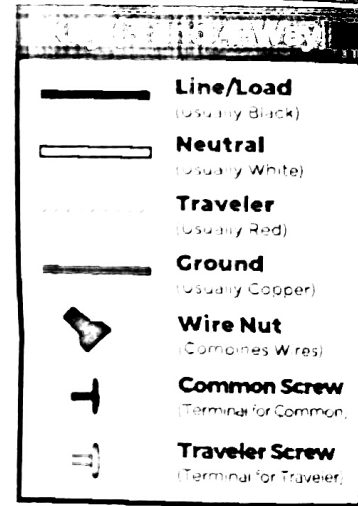 Line/Load
(Usually Black)
Neutral
(Usually White)
Traveler
(Usually Red)
Ground
(Usually Copper)
Wire Nut
(Combines Wires)
Common Screw
(Terminal for Common)
Traveler Screw
(Terminal for Traveler)